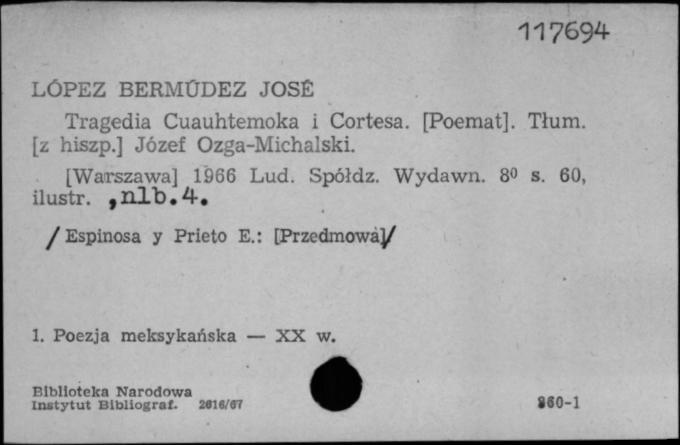 117694
LÓPEZ BERMÚDEZ JOSÉ
Tragedia Cuauhtemoka i Cortesa. [Poemat]. Tłum.
[z hiszp.] Józef Ozga-Michalski.
[Warszawa] 1966 Lud. Spółdz. Wydawn. 8⁰ s. 60,
ilustr. , nlb. 4.
/ Espinosa y Prieto E.: [Przedmowa]/
1. Poezja meksykańska — XX w.
Biblioteka Narodowa
Instytut Bibliograf. 2616/67
860-1